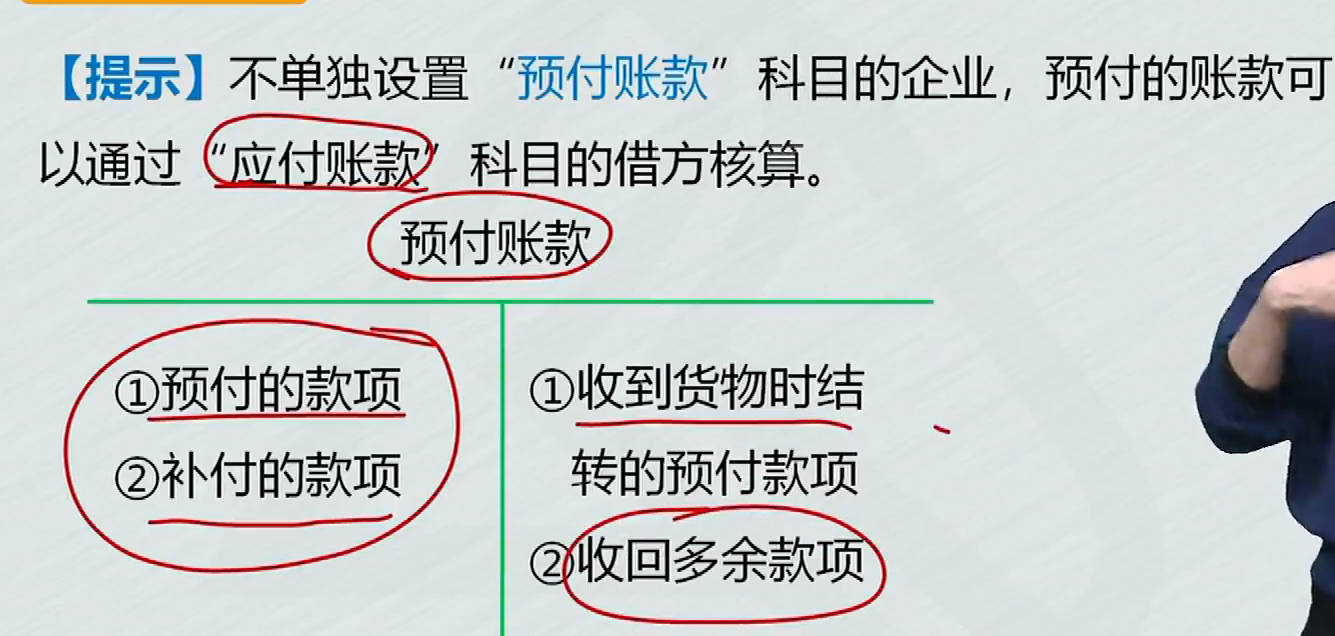 【提示】不单独设置“预付账款”科目的企业，预付的账款可
以通过“应付账款”科目的借方核算。
预付账款
①预付的款项
②补付的款项
①收到货物时结
转的预付款项
②收回多余款项